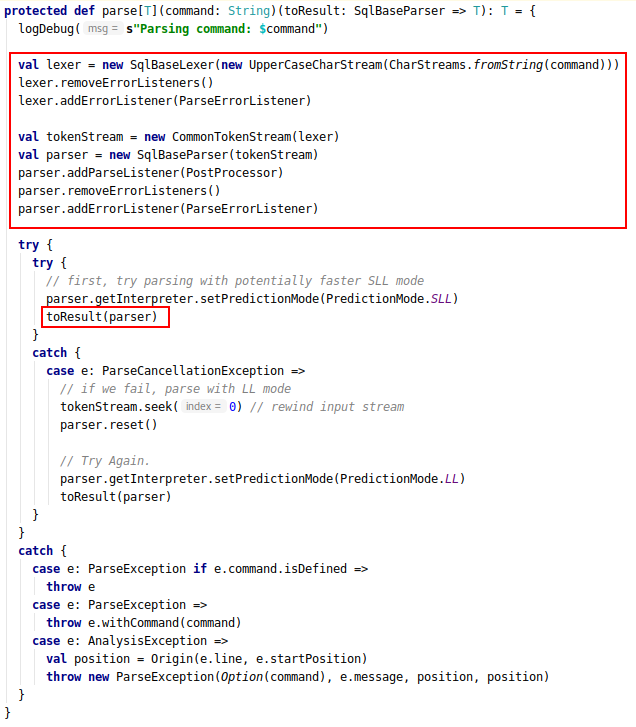 protected def parse[T](command: String)(toResult: SqlBaseParser => T): T = {
logDebug( msg = s"Parsing command: $command")
val lexer = new SqlBaseLexer(new UpperCaseCharStream(CharStreams.fromString(command)))
lexer.removeErrorListeners()
lexer.addErrorListener(ParseErrorListener)
val tokenStream = new CommonTokenStream(lexer)
val parser = new SqlBaseParser(tokenStream)
parser.addParseListener(PostProcessor)
parser.removeErrorListeners()
parser.addErrorListener(ParseErrorListener)
try {
try {
// first, try parsing with potentially faster SLL mode
parser.getInterpreter.setPredictionMode(PredictionMode.SLL)
toResult(parser)
}
catch {
case e: ParseCancellationException =>
// if we fail, parse with LL mode
tokenStream.seek( index = 0) // rewind input stream
parser.reset()
// Try Again.
parser.getInterpreter.setPredictionMode(PredictionMode.LL)
toResult(parser)
}
}
catch {
case e: ParseException if e.command.isDefined =>
throw e
case e: ParseException =>
throw e.withCommand(command)
case e: AnalysisException =>
val position = Origin(e.line, e.startPosition)
throw new ParseException(Option(command), e.message, position, position)
}
}